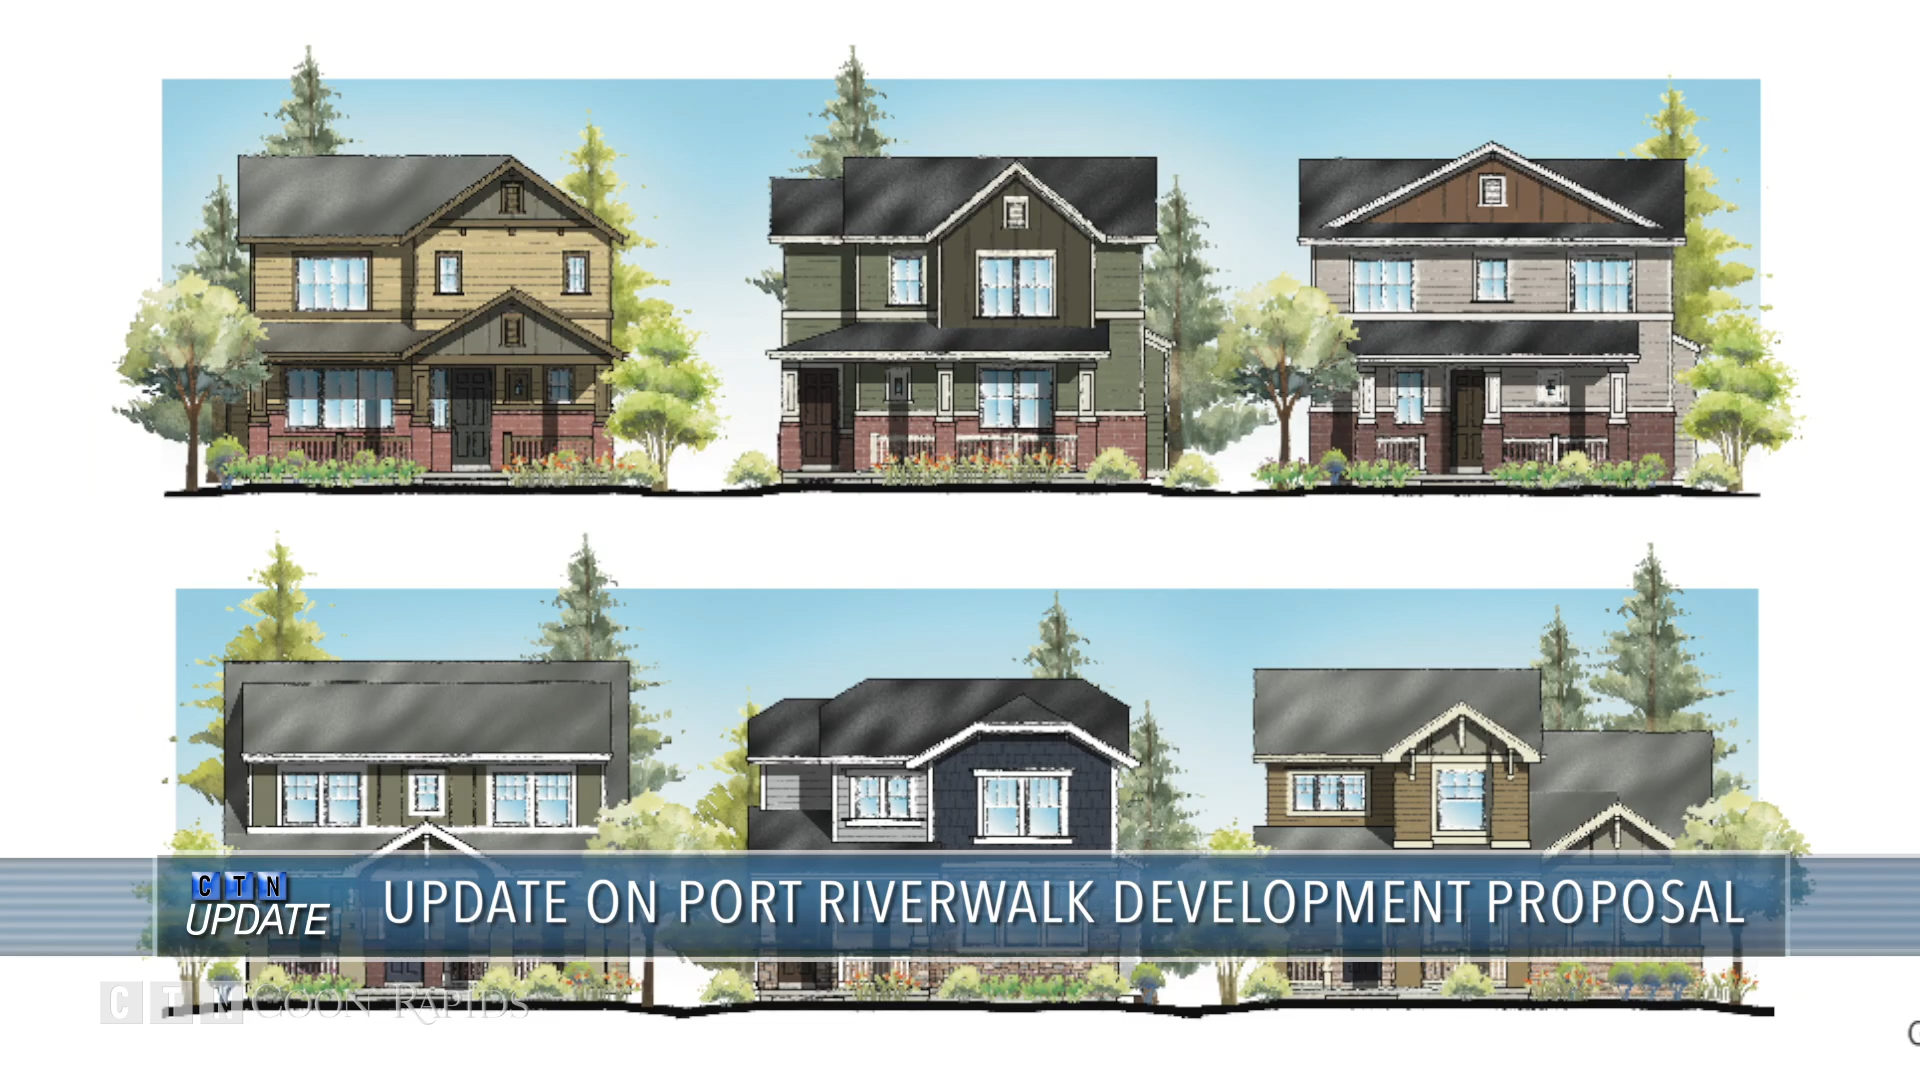 CTN
UPDATE
UPDATE ON PORT RIVERWALK DEVELOPMENT PROPOSAL
CTN COON RAPIDS